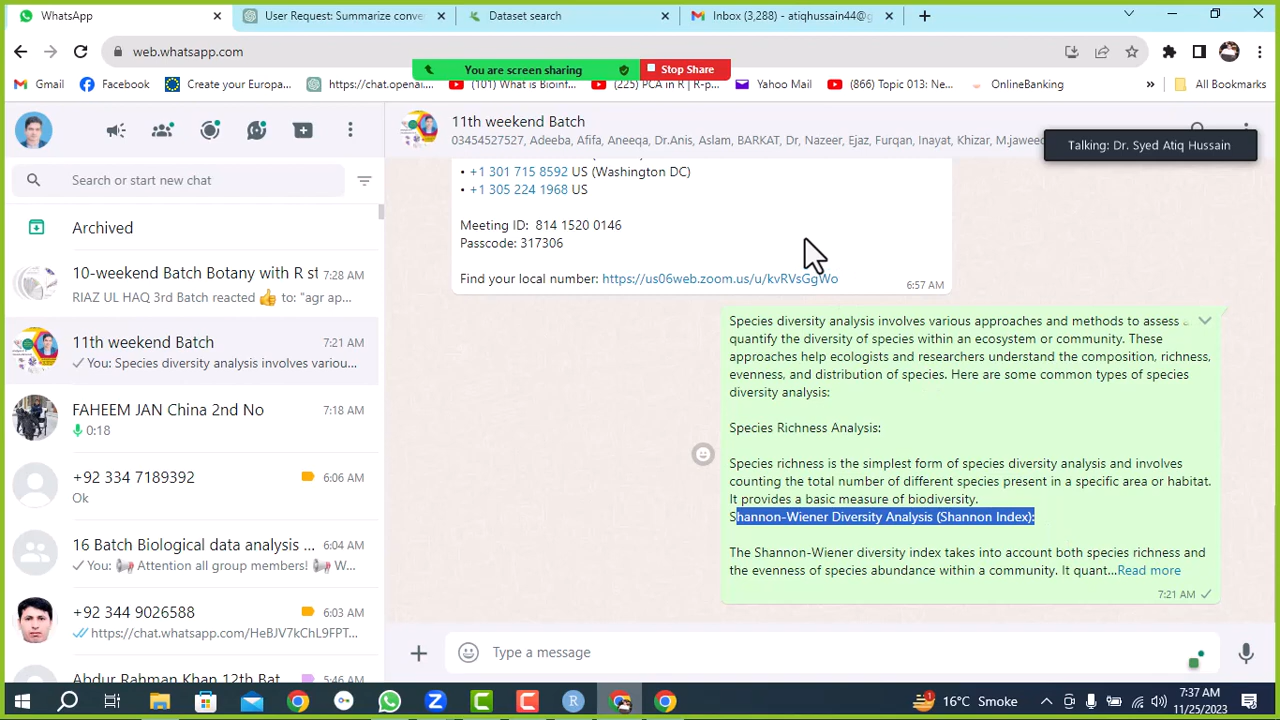 WhatsApp
User Request: Summarize conve
Dataset search
Inbox (3,288) - atiqhussain44@g
web.whatsapp.com
You are screen sharing
Stop Share
Gmail
Facebook
Create your Europa...
https://chat.openai....
(101) What is Bioinf...
(225) PCA in R | R-p...
Yahoo Mail
(866) Topic 013: Ne...
OnlineBanking
All Bookmarks
11th weekend Batch
03454527527, Adeeba, Afifa, Aneeqa, Dr.Anis, Aslam, BARKAT, Dr, Nazeer, Ejaz, Furqan, Inayat, Khizar, M.jaweed
Talking: Dr. Syed Atiq Hussain
Search or start new chat
Archived
10-weekend Batch Botany with R st
7:28 AM
RIAZ UL HAQ 3rd Batch reacted 👍 to: "agr ap...
11th weekend Batch
7:21 AM
You: Species diversity analysis involves variou...
FAHEEM JAN China 2nd No
7:18 AM
0:18
+92 334 7189392
6:06 AM
Ok
16 Batch Biological data analysis ...
6:04 AM
You: Attention all group members! W...
+92 344 9026588
6:03 AM
https://chat.whatsapp.com/HeBJV7kChL9FPT...
Abdur Rahman Khan 12th Bat
5:46 AM
• +1 301 715 8592 US (Washington DC)
• +1 305 224 1968 US
Meeting ID: 814 1520 0146
Passcode: 317306
Find your local number: https://us06web.zoom.us/u/kvRVsGgWo
6:57 AM
Species diversity analysis involves various approaches and methods to assess a
quantify the diversity of species within an ecosystem or community. These
approaches help ecologists and researchers understand the composition, richness,
evenness, and distribution of species. Here are some common types of species
diversity analysis:
Species Richness Analysis:
Species richness is the simplest form of species diversity analysis and involves
counting the total number of different species present in a specific area or habitat.
It provides a basic measure of biodiversity.
Shannon-Wiener Diversity Analysis (Shannon Index):
The Shannon-Wiener diversity index takes into account both species richness and
the evenness of species abundance within a community. It quant...Read more
7:21 AM
Type a message
16°C Smoke
7:37 AM
11/25/2023